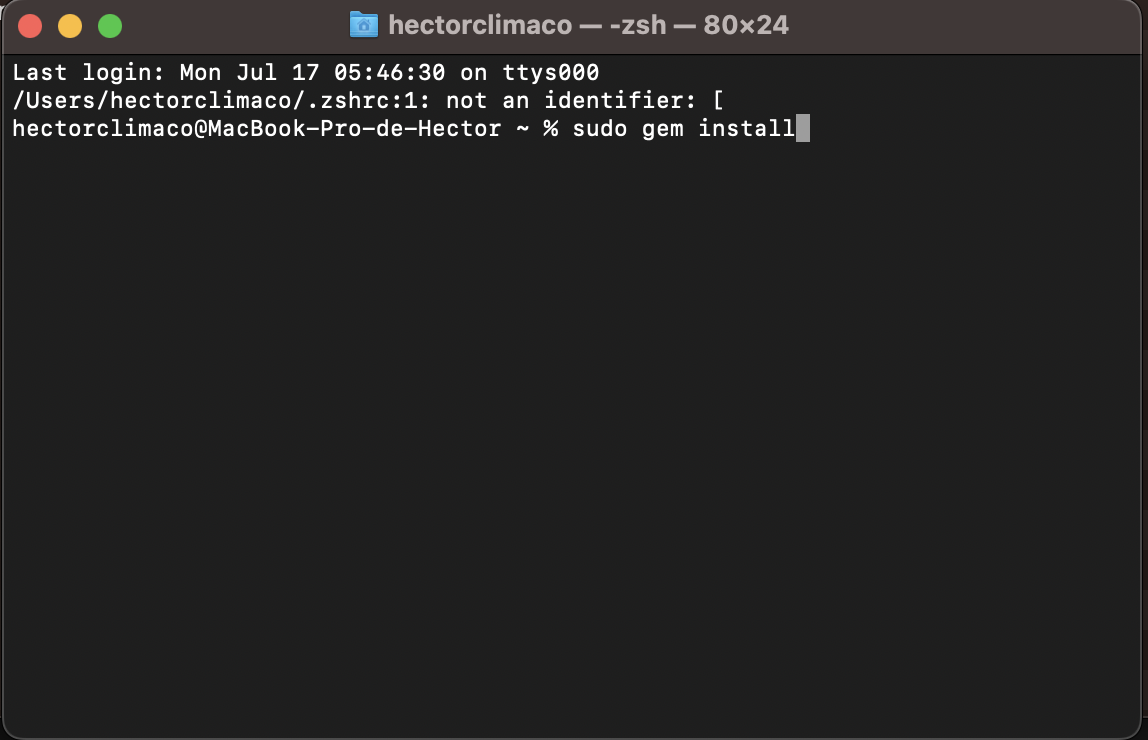 hectorclimaco — -zsh — 80×24
Last login: Mon Jul 17 05:46:30 on ttys000
/Users/hectorclimaco/.zshrc:1: not an identifier: [
hectorclimaco@MacBook-Pro-de-Hector ~ % sudo gem install